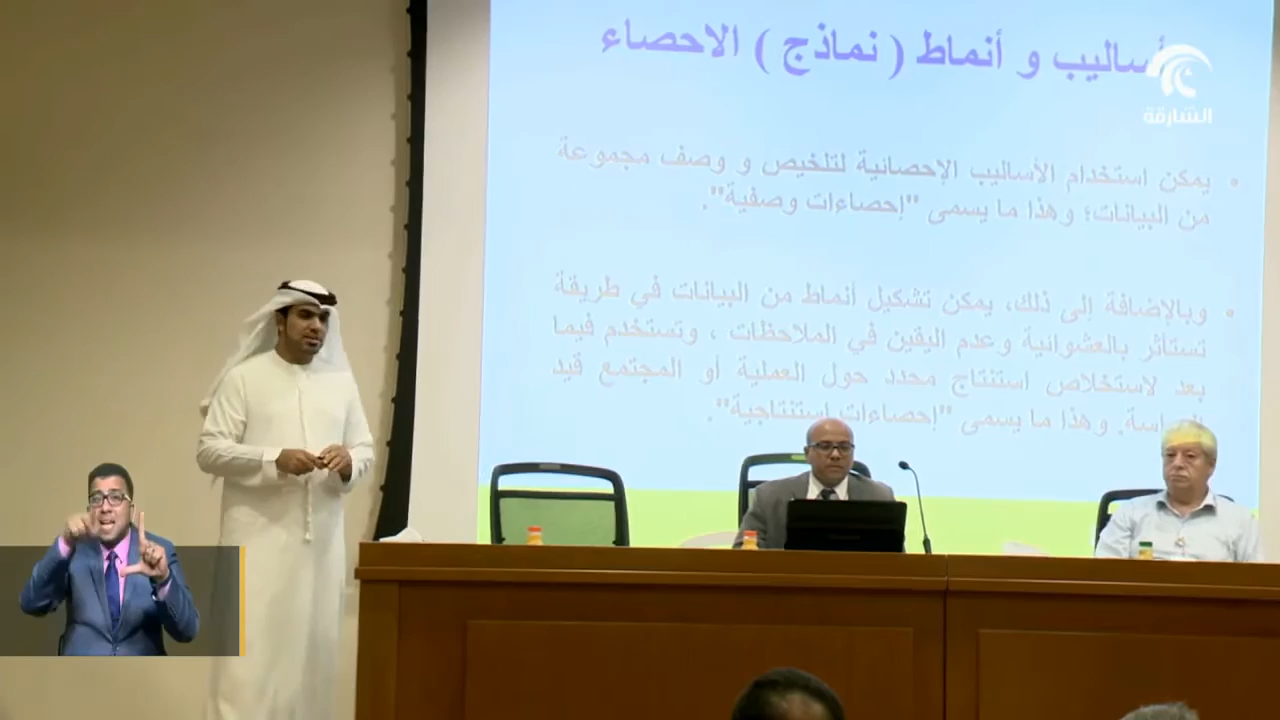 أساليب و أنماط ( نماذج ) الاحصاء
الشارقة
• يمكن استخدام الأساليب الإحصائية لتلخيص و وصف مجموعة
من البيانات؛ وهذا ما يسمى "إحصاءات وصفية".
• وبالإضافة إلى ذلك، يمكن تشكيل أنماط من البيانات في طريقة
تستأثر بالعشوائية وعدم اليقين في الملاحظات ، وتستخدم فيما
بعد لاستخلاص استنتاج محدد حول العملية أو المجتمع قيد
الدراسة. وهذا ما يسمى "إحصاءات استنتاجية".